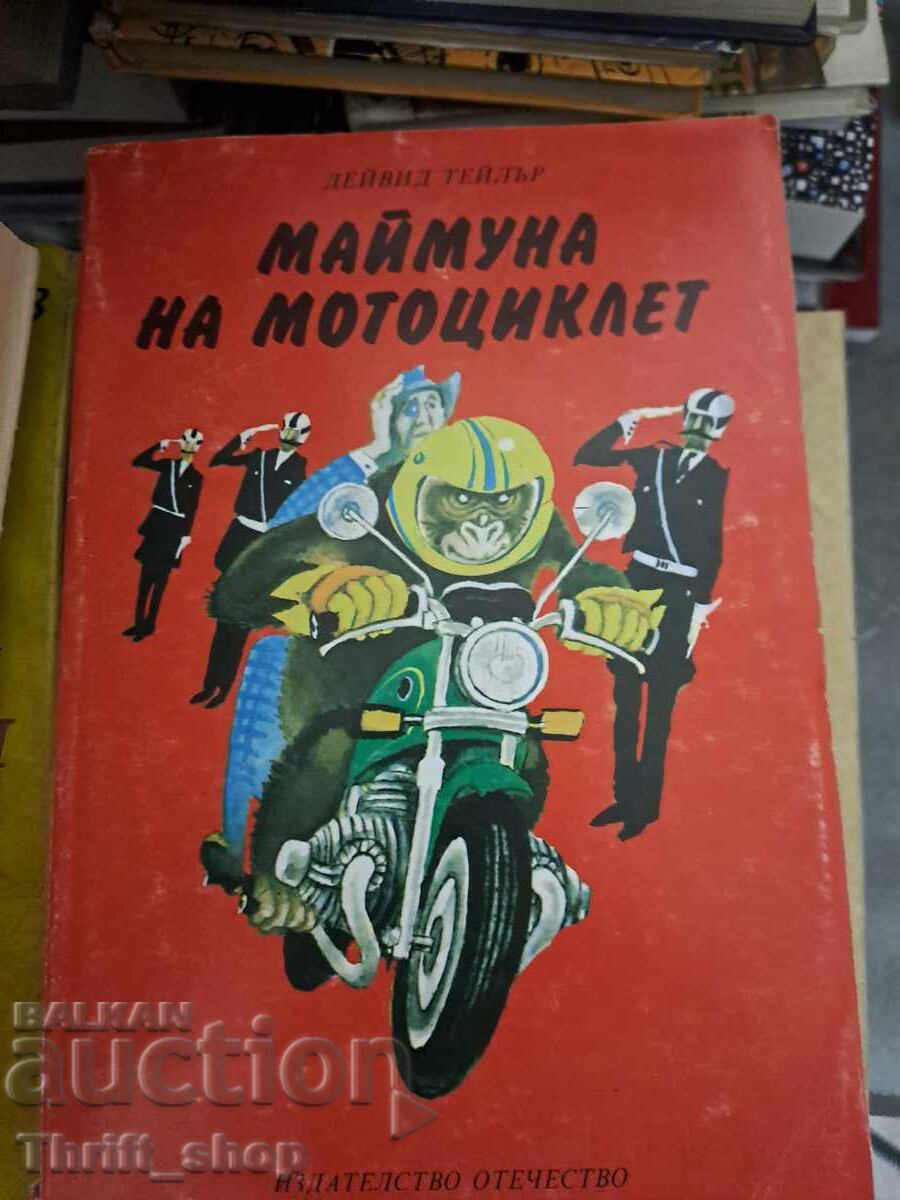 ДЕЙВИД ТЕЙЛЪР
МАЙМУНА
НА МОТОЦИКЛЕТ
BALKAN
auction
Thrift_shop
ИЗДАТЕЛСТВО ОТЕЧЕСТВО